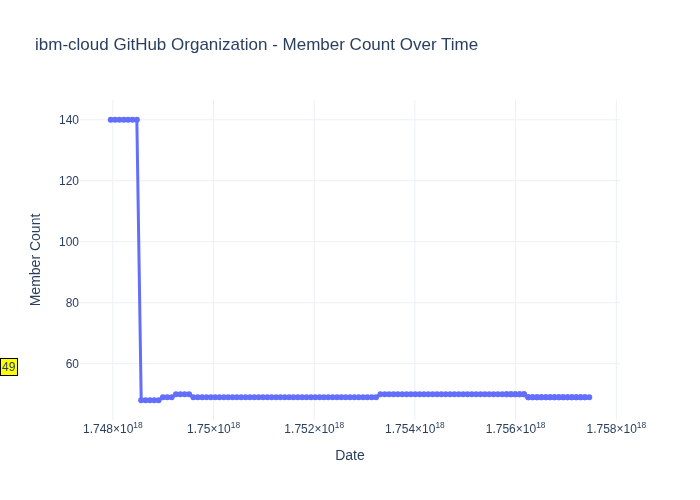 ibm-cloud GitHub Organization - Member Count Over Time
140
120
100
80
60
Member Count
49
1.748×10¹⁸ 1.75×10¹⁸ 1.752×10¹⁸ 1.754×10¹⁸ 1.756×10¹⁸ 1.758×10¹⁸
Date